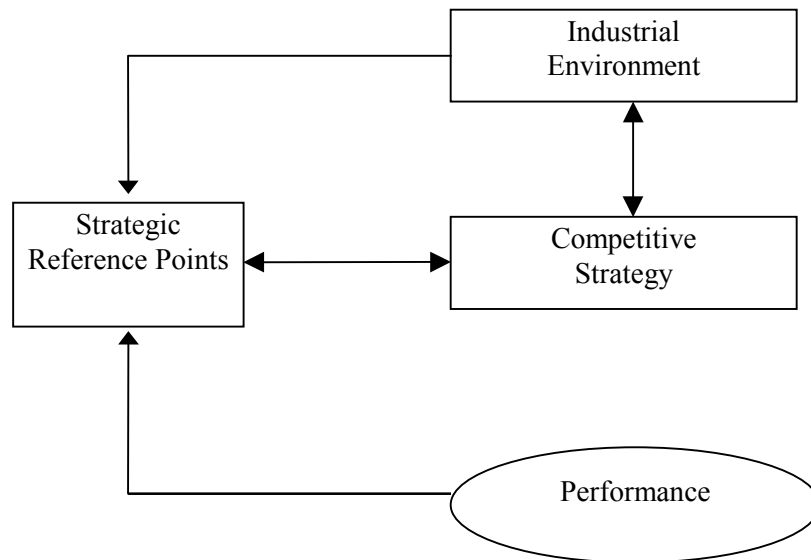 Industrial
Environment
Strategic
Reference Points
Competitive
Strategy
Performance